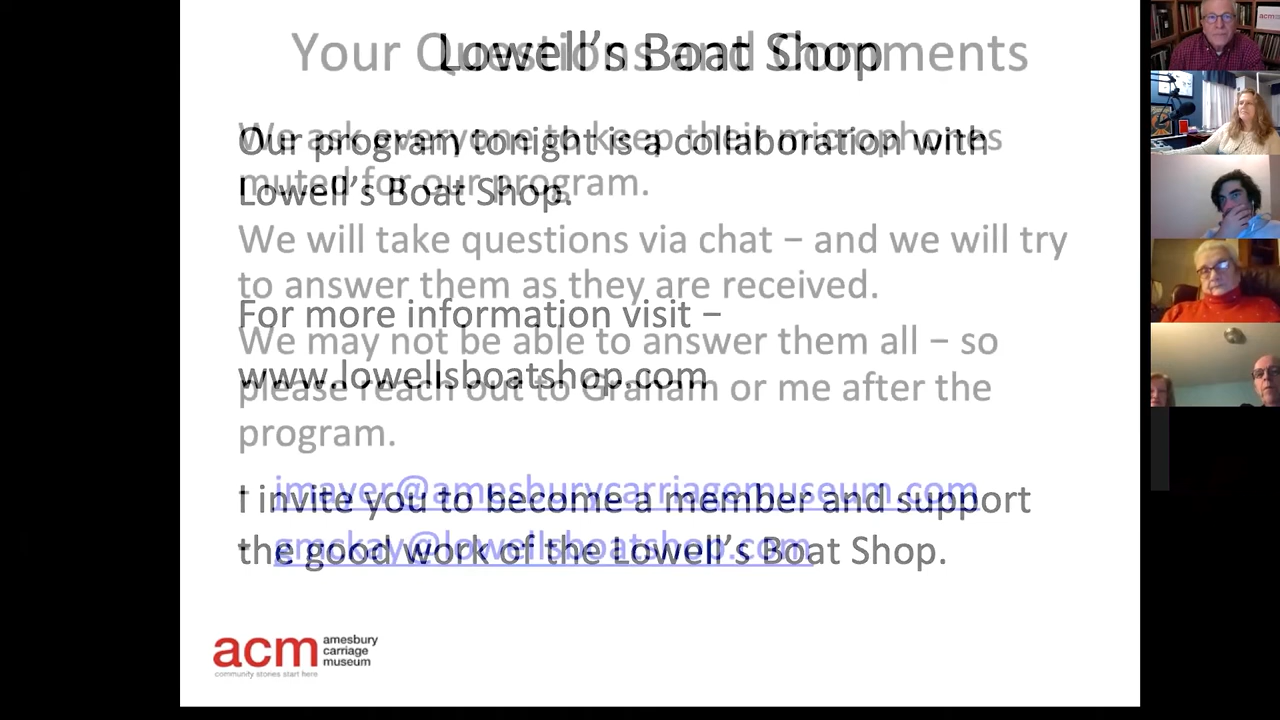 Lowell's Boat Shop
Our program tonight is a collaboration with
Lowell's Boat Shop.
For more information visit –
www.lowellsboatshop.com
I invite you to become a member and support
the good work of the Lowell's Boat Shop.
Your Questions and Comments
We ask everyone to keep their microphones
muted for our program.
We will take questions via chat – and we will try
to answer them as they are received.
We may not be able to answer them all – so
please reach out to Graham or me after the
program.
jmayer@amesburycarriagemuseum.com
gmckay@lowellsboatshop.com
acm
amesbury
carriage
museum
community stories start here
acm